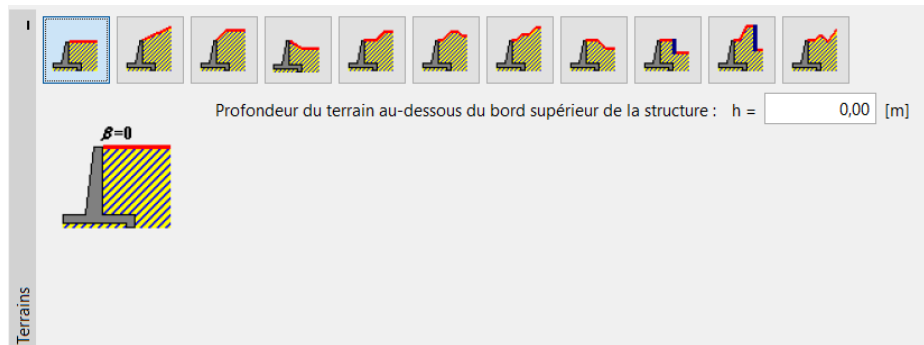 Profondeur du terrain au-dessous du bord supérieur de la structure : h = 0,00 [m]
β=0
Terrains